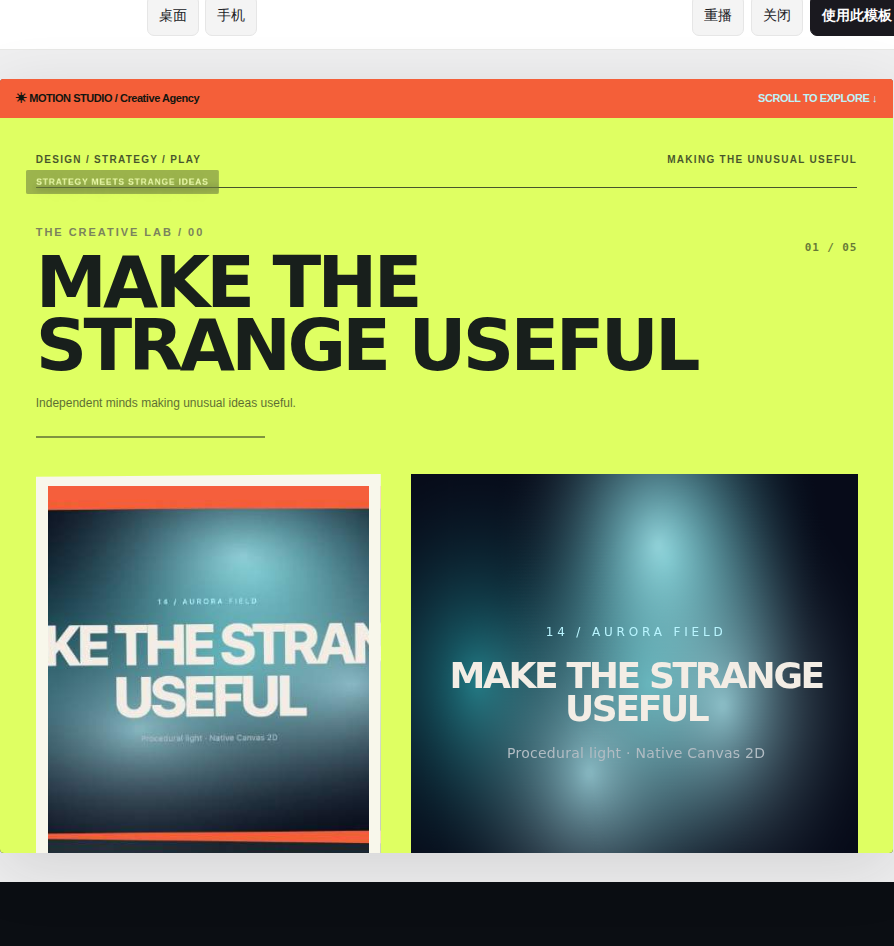 桌面
手机
重播
关闭
使用此模板
✴ MOTION STUDIO / Creative Agency
SCROLL TO EXPLORE ↓
DESIGN / STRATEGY / PLAY
MAKING THE UNUSUAL USEFUL
STRATEGY MEETS STRANGE IDEAS
THE CREATIVE LAB / 00
01 / 05
MAKE THE
STRANGE USEFUL
Independent minds making unusual ideas useful.
14 / AURORA FIELD
KE THE STRAN
USEFUL
Procedural light · Native Canvas 2D
14 / AURORA FIELD
MAKE THE STRANGE
USEFUL
Procedural light · Native Canvas 2D